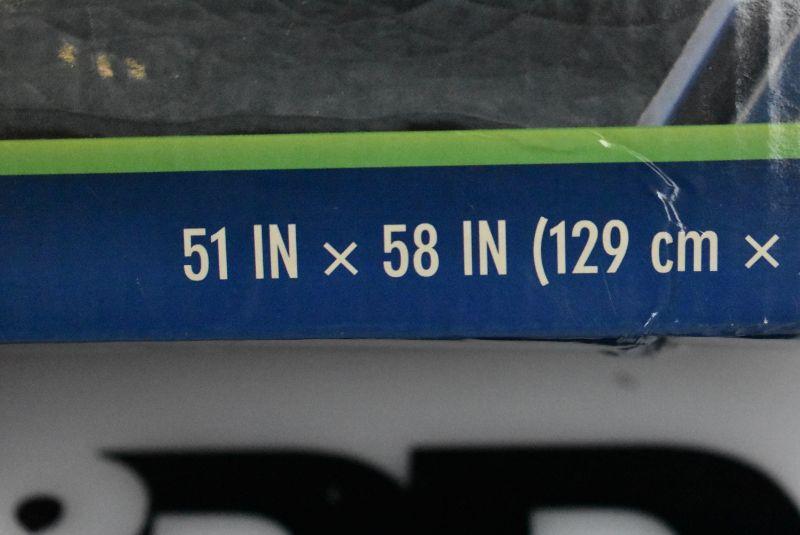 51 IN × 58 IN (129 cm ×